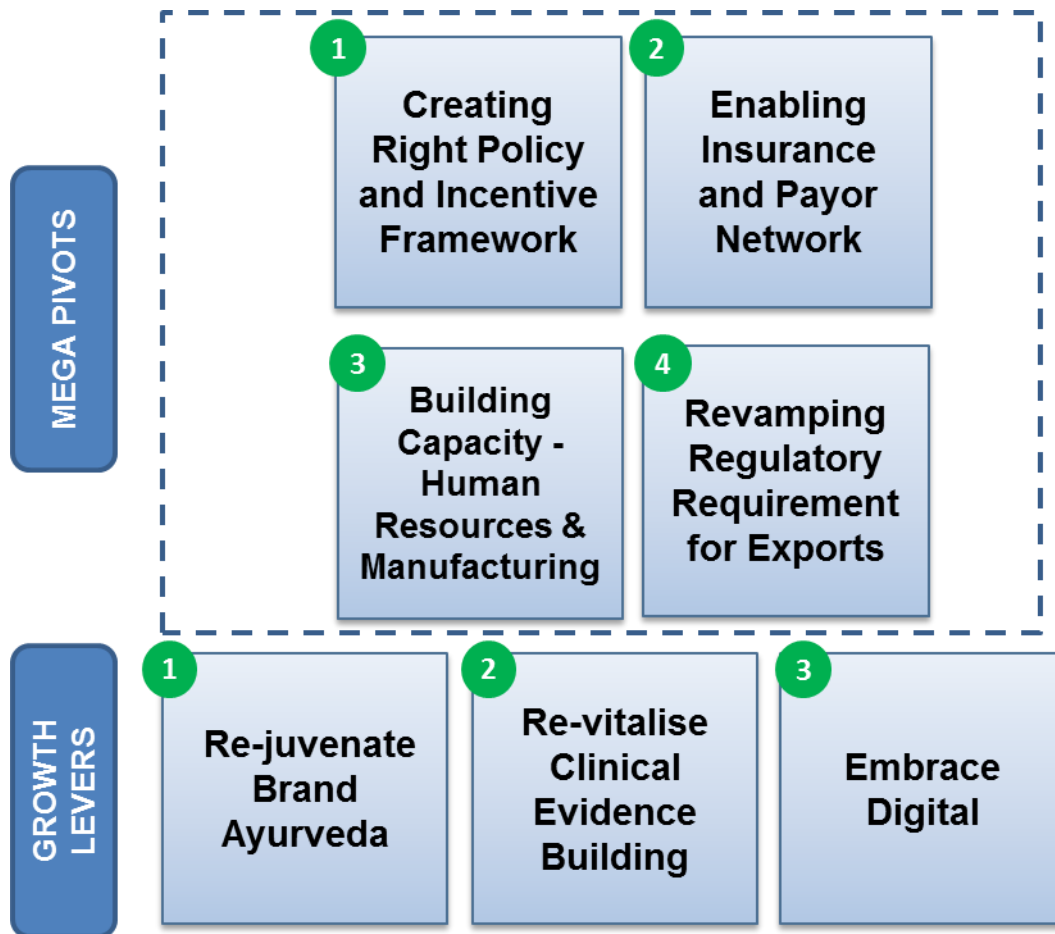 MEGA PIVOTS
1
Creating
Right Policy
and Incentive
Framework
2
Enabling
Insurance
and Payor
Network
3
Building
Capacity -
Human
Resources &
Manufacturing
4
Revamping
Regulatory
Requirement
for Exports
GROWTH
LEVERS
1
Re-juvenate
Brand
Ayurveda
2
Re-vitalise
Clinical
Evidence
Building
3
Embrace
Digital